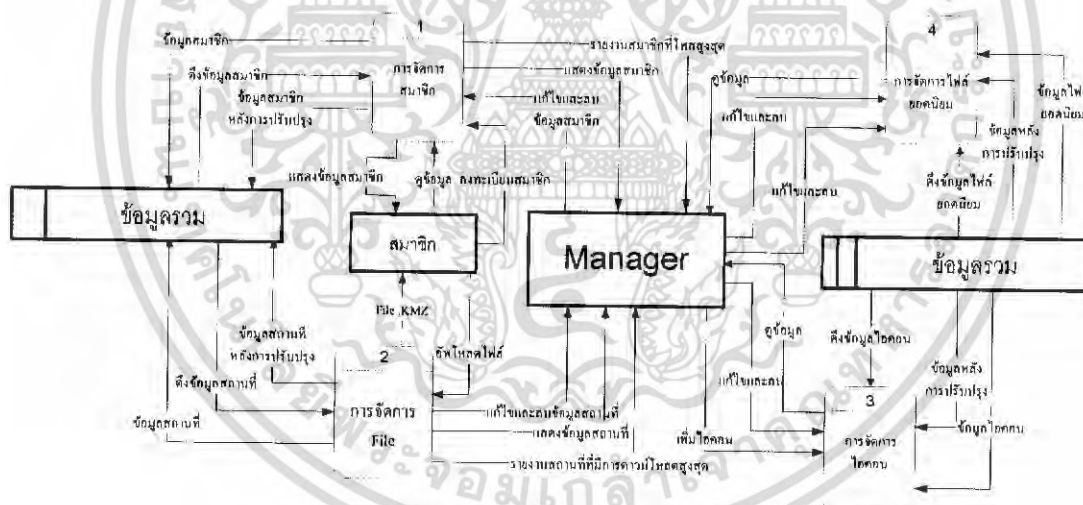 1
ข้อมูลสมาชิก
ดึงข้อมูลสมาชิก
ข้อมูลสมาชิก
หลังการปรับปรุง
การจัดการ
สมาชิก
รายงานสมาชิกที่โหลสูงสุด
แสดงข้อมูลสมาชิก
แก้ไขและลบ
ข้อมูลสมาชิก
ดูข้อมูล
แก้ไขและลบ
แก้ไขและลบ
4
การจัดการไฟล์
ยอดนิยม
ข้อมูลไฟ
ยอดนิยม
ข้อมูลหลัง
การปรับปรุง
ดึงข้อมูลไฟล์
ยอดนิยม
แสดงข้อมูลสมาชิก
ดูข้อมูล ลงทะเบียนสมาชิก
ข้อมูลรวม
สมาชิก
Manager
ข้อมูลรวม
File KMZ
อัพโหลดไฟล์
ข้อมูลสถานที่
หลังการปรับปรุง
ดึงข้อมูลสถานที่
ข้อมูลสถานที่
2
การจัดการ
File
แก้ไขและลบข้อมูลสถานที่
แสดงข้อมูลสถานที่
รายงานสถานที่ที่มีการดาวน์โหลดสูงสุด
เพิ่มไอคอน
ดูข้อมูล
แก้ไขและลบ
ดึงข้อมูลไอคอน
ข้อมูลหลัง
การปรับปรุง
ข้อมูลไอคอน
3
การจัดการ
ไอคอน
พระจอมเกล้าเจ้าคุณทหาร